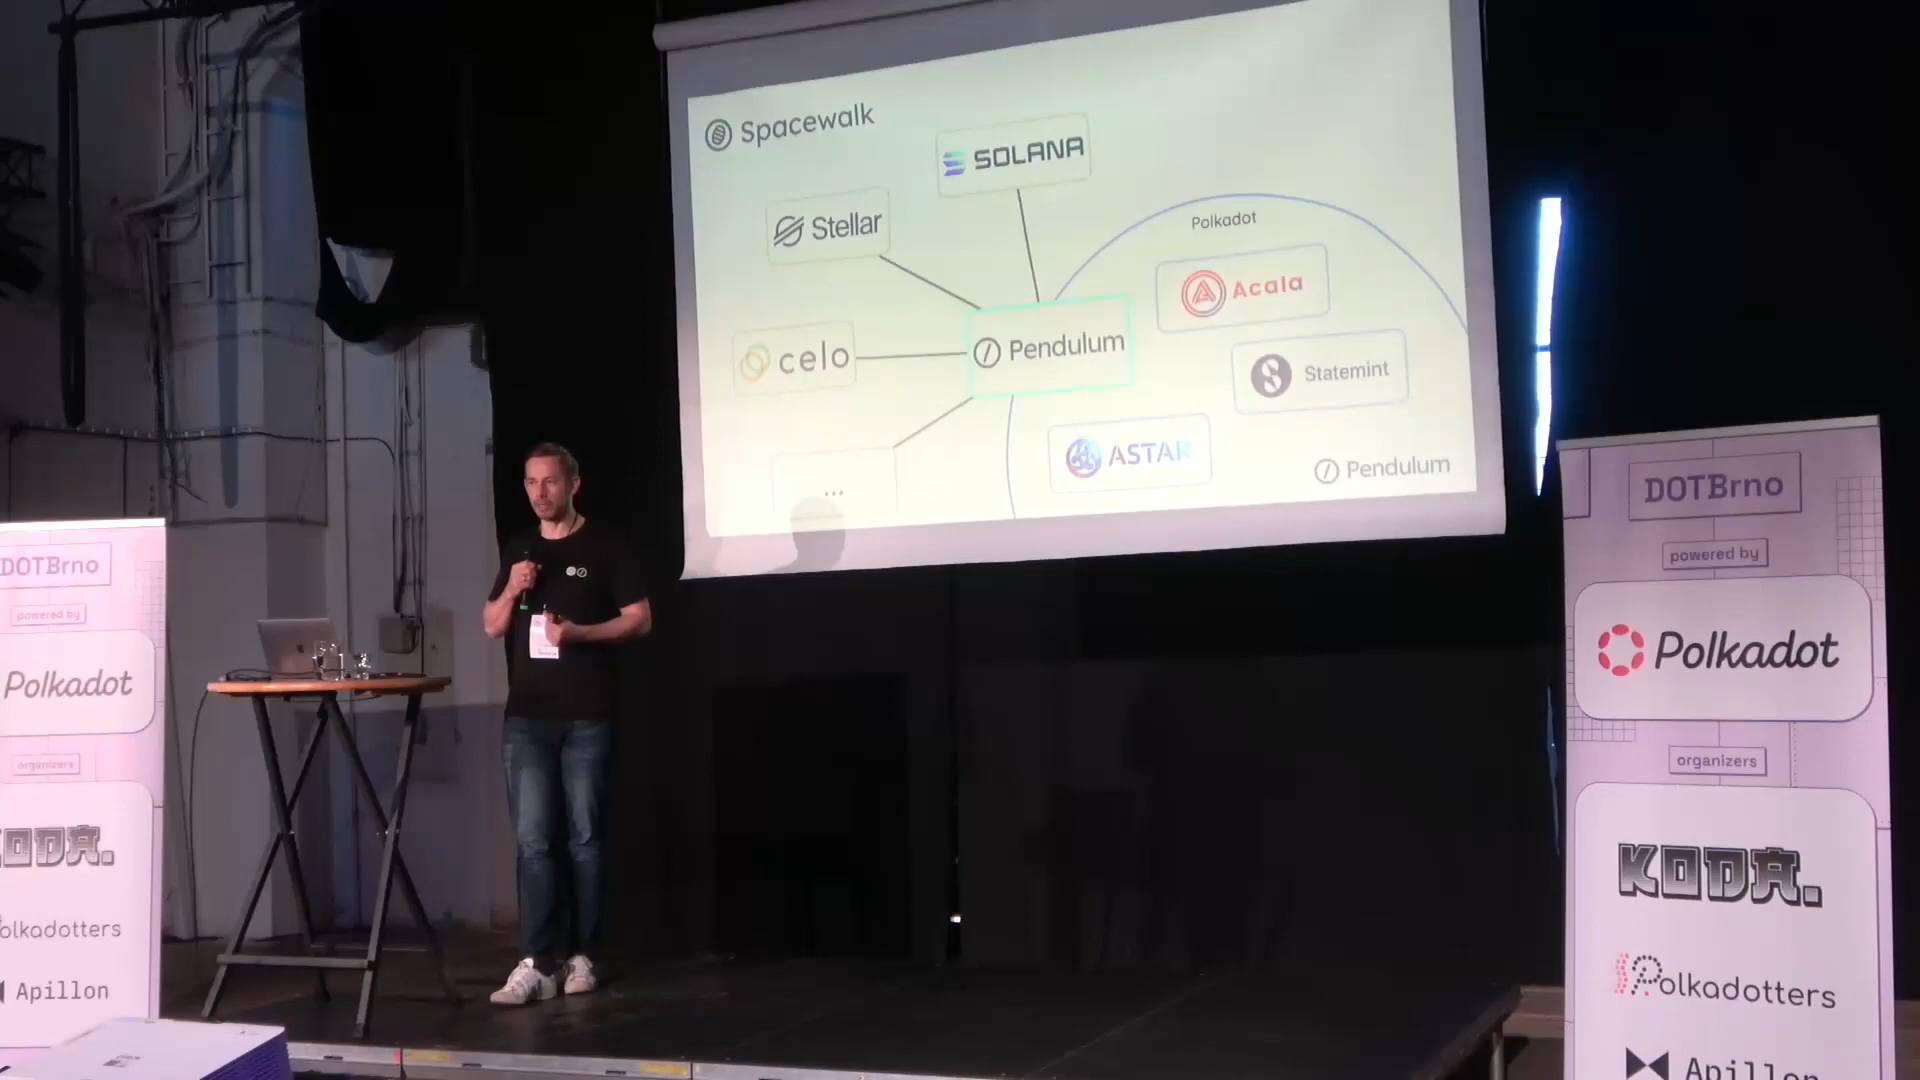 Spacewalk
SOLANA
Stellar
Polkadot
Acala
celo
Pendulum
Statemint
ASTAR
Pendulum
...
DOTBrno
powered by
Polkadot
organizers
KODA.
Polkadotters
Apillon
DOTBrno
powered by
Polkadot
organizers
KODA.
Polkadotters
Apillon